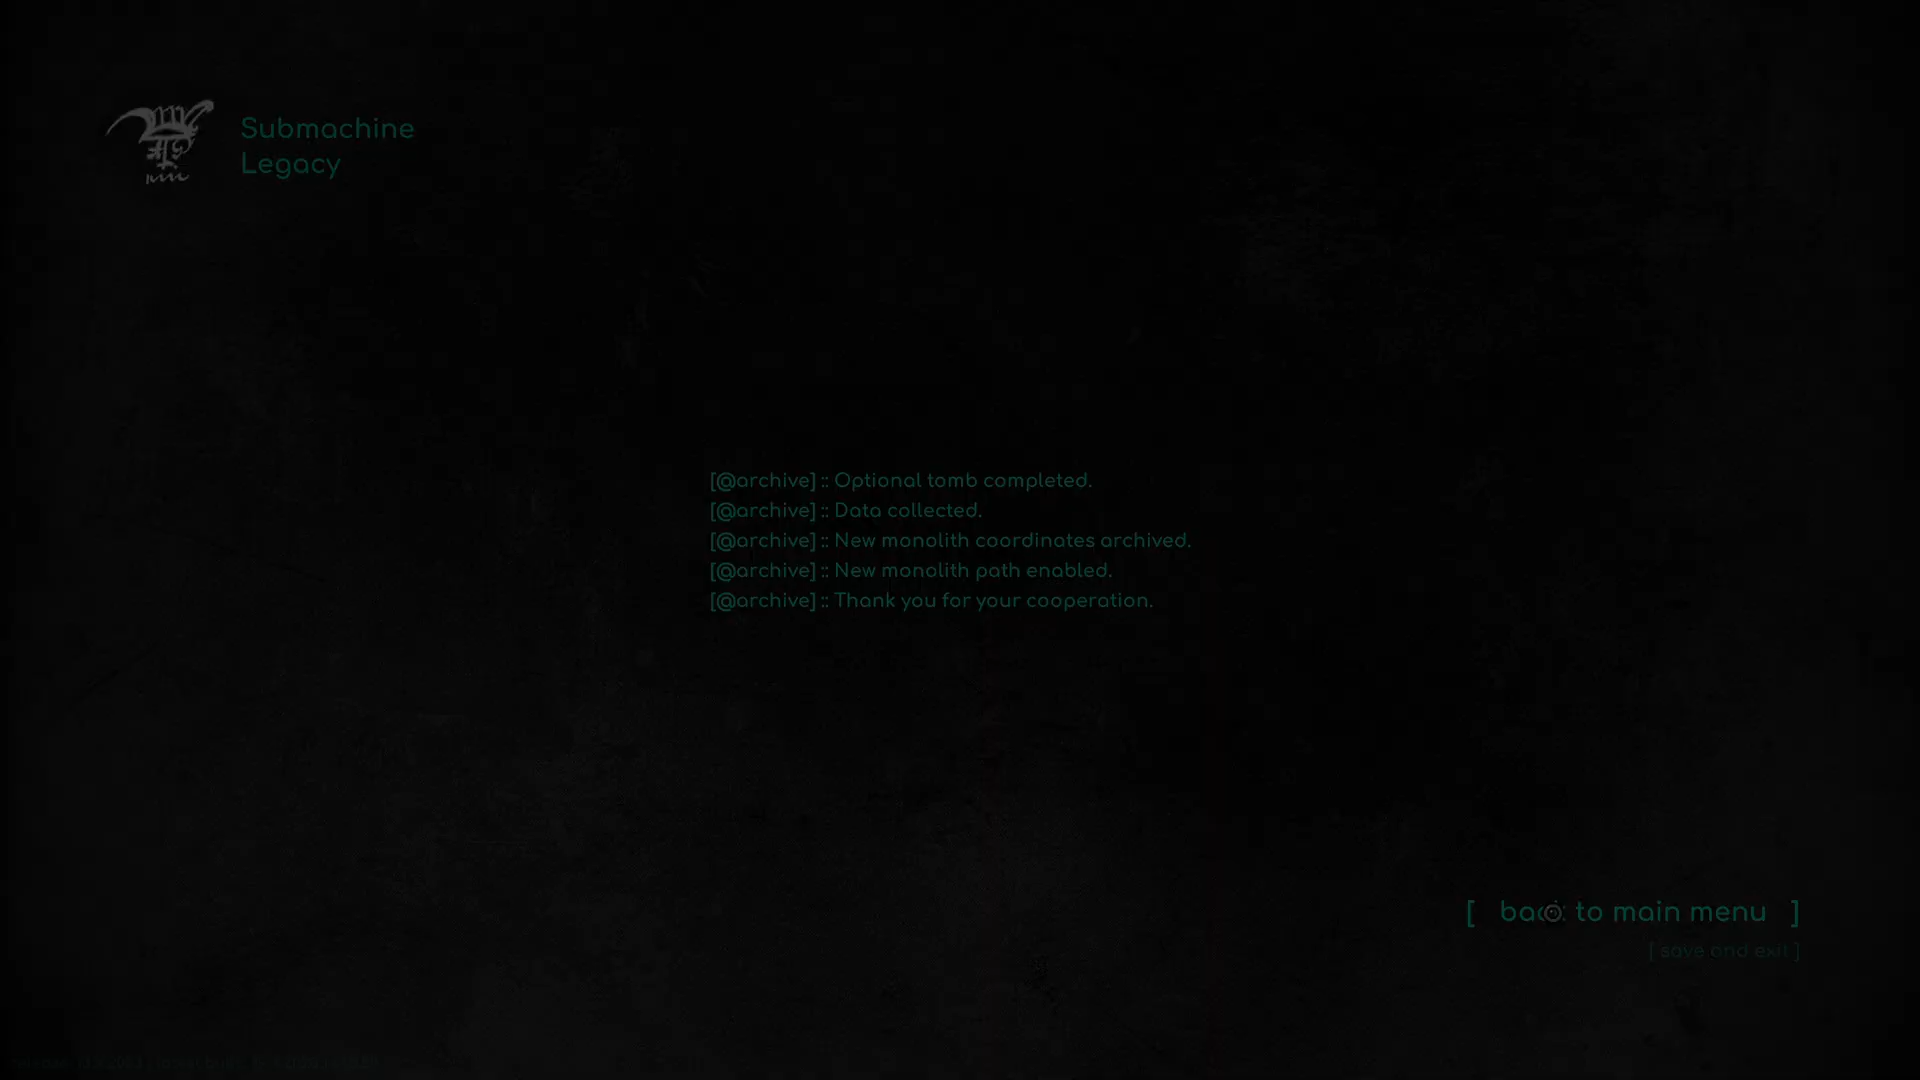 Submachine
Legacy
[@archive] :: Optional tomb completed.
[@archive] :: Data collected.
[@archive] :: New monolith coordinates archived.
[@archive] :: New monolith path enabled.
[@archive] :: Thank you for your cooperation.
[ back to main menu ]
[ save and exit ]